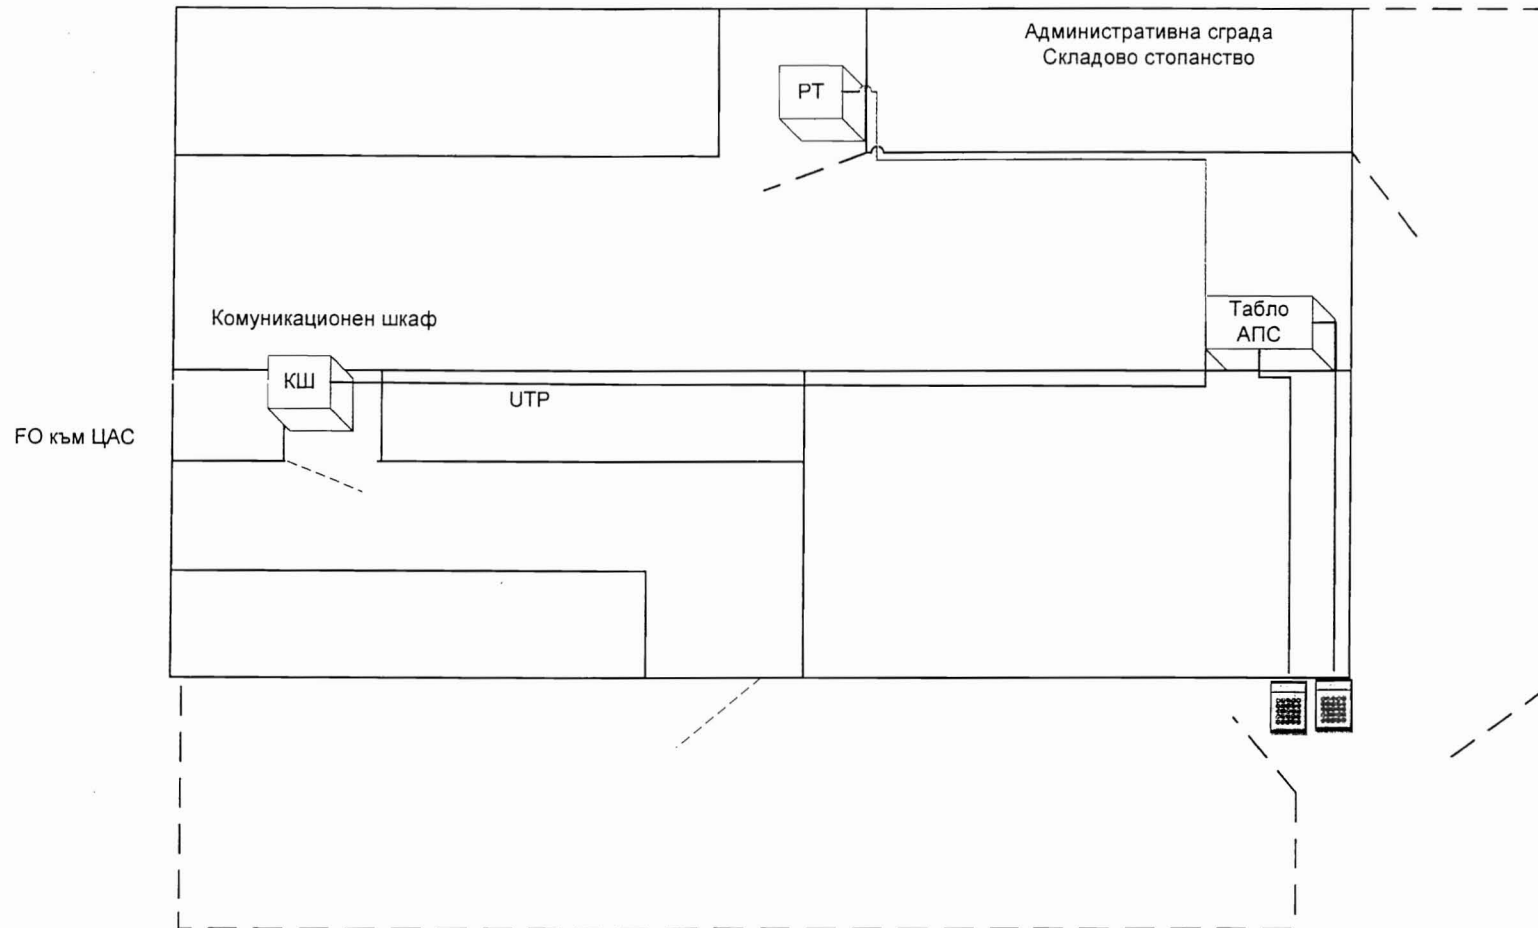 Административна сграда
Складово стопанство
РТ
Табло
АПС
Комуникационен шкаф
КШ
UTP
FO към ЦАС